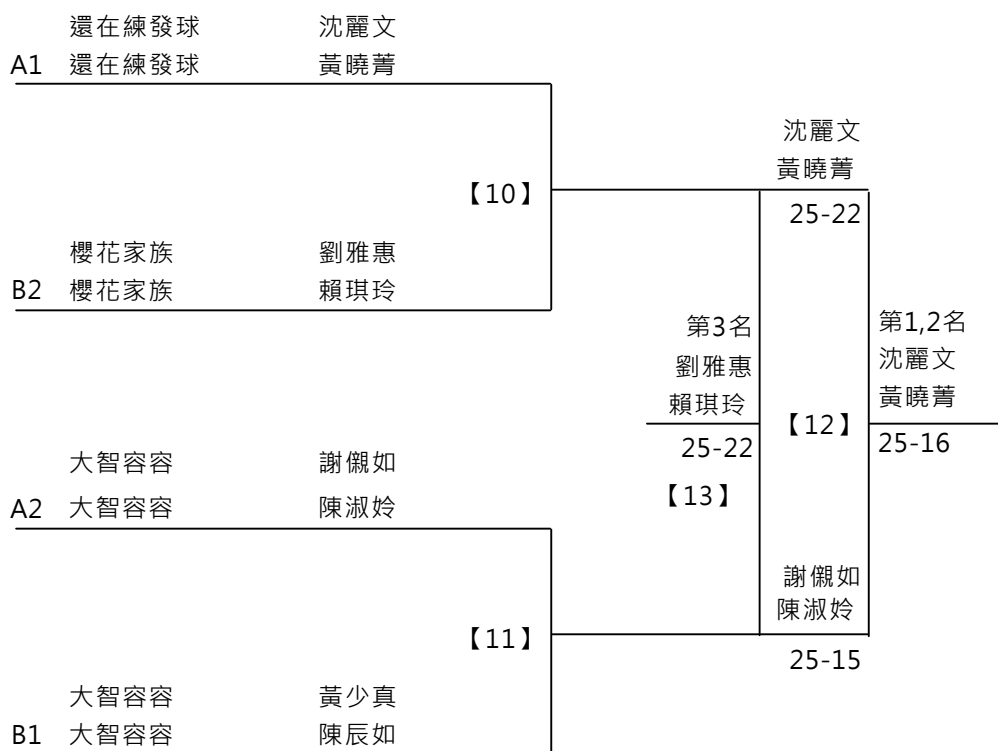 還在練發球 沈麗文
A1 還在練發球 黃曉菁
沈麗文
黃曉菁
【10】
25-22
櫻花家族 劉雅惠
B2 櫻花家族 賴琪玲
第3名
劉雅惠
賴琪玲
第1,2名
沈麗文
黃曉菁
【12】
25-22
25-16
大智容容 謝儭如
【13】
A2 大智容容 陳淑姈
謝儭如
陳淑姈
【11】
25-15
大智容容 黃少真
B1 大智容容 陳辰如